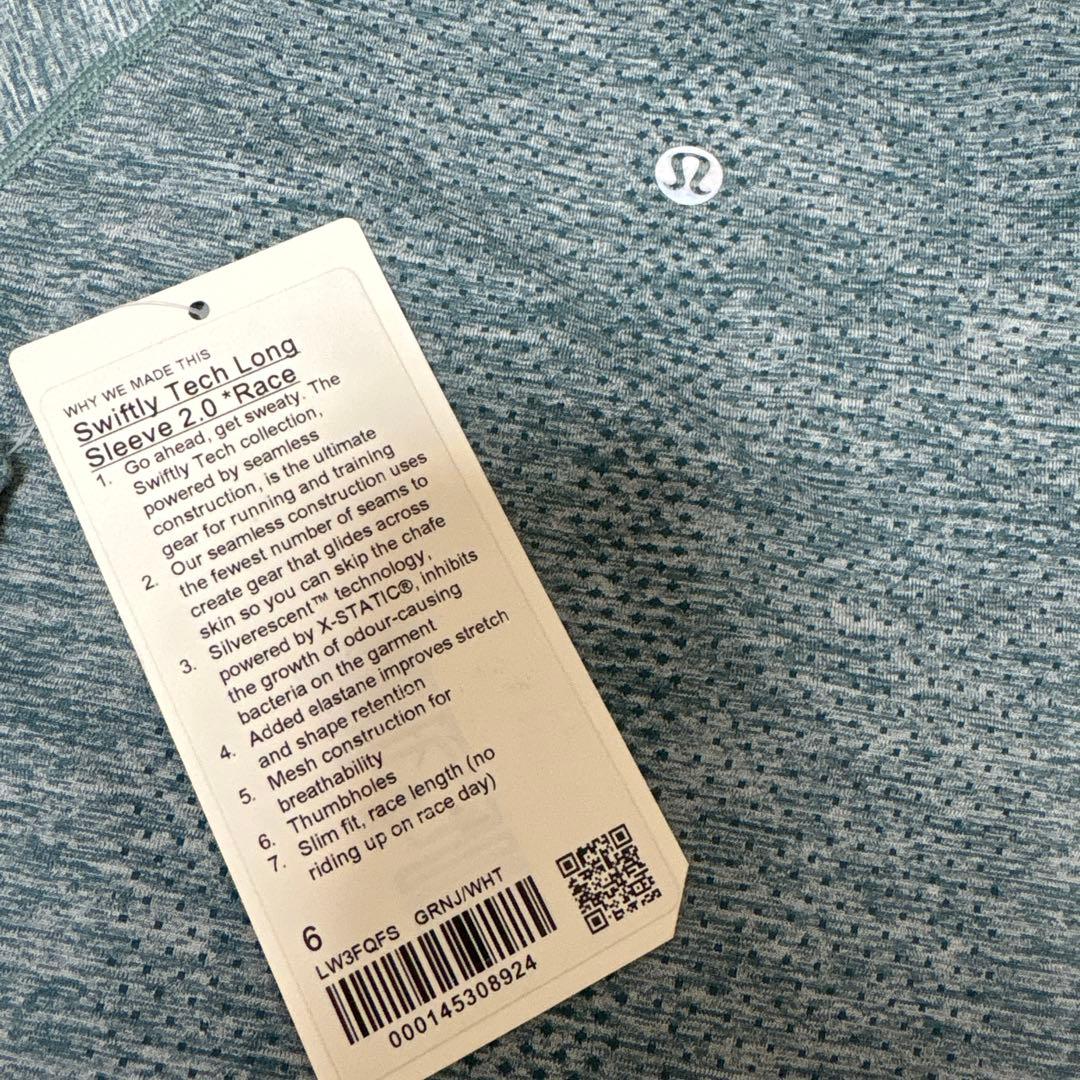 WHY WE MADE THIS
Swiftly Tech Long
Sleeve 2.0 *Race
1. Go ahead, get sweaty. The
Swiftly Tech collection,
powered by seamless
construction, is the ultimate
gear for running and training
2. Our seamless construction uses
the fewest number of seams to
create gear that glides across
skin so you can skip the chafe
3. Silverescent™ technology,
powered by X-STATIC®, inhibits
the growth of odour-causing
bacteria on the garment
4. Added elastane improves stretch
and shape retention
5. Mesh construction for
breathability
6. Thumbholes
7. Slim fit, race length (no
riding up on race day)
6
LW3FQFS GRNJ/WHT
000145308924